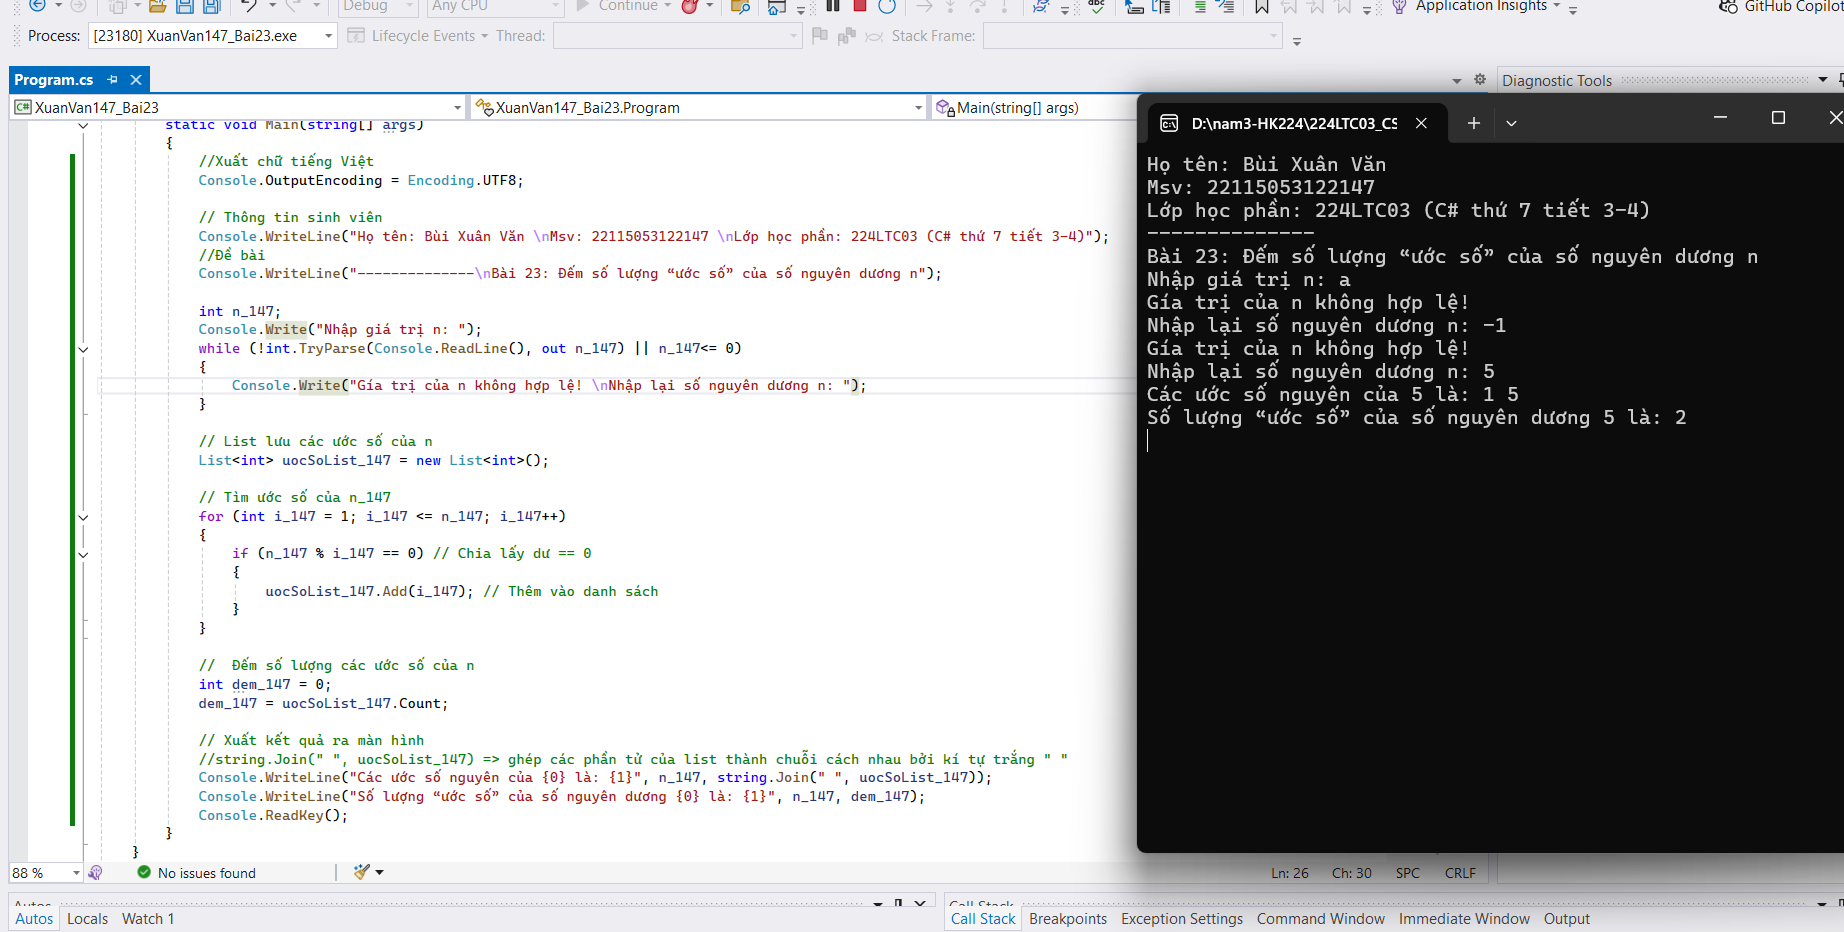 Debug Any CPU Continue Application Insights GitHub Copilot
Process: [23180] XuanVan147_Bai23.exe Lifecycle Events Thread: Stack Frame:
Program.cs
Diagnostic Tools
XuanVan147_Bai23 XuanVan147_Bai23.Program Main(string[] args)
static void Main(string[] args)
{
//Xuất chữ tiếng Việt
Console.OutputEncoding = Encoding.UTF8;
// Thông tin sinh viên
Console.WriteLine("Họ tên: Bùi Xuân Văn \nMsv: 22115053122147 \nLớp học phần: 224LTC03 (C# thứ 7 tiết 3-4)");
//Đề bài
Console.WriteLine("--------------\nBài 23: Đếm số lượng “ước số” của số nguyên dương n");
int n_147;
Console.Write("Nhập giá trị n: ");
while (!int.TryParse(Console.ReadLine(), out n_147) || n_147<= 0)
{
Console.Write("Gía trị của n không hợp lệ! \nNhập lại số nguyên dương n: ");
}
// List lưu các ước số của n
List<int> uocSoList_147 = new List<int>();
// Tìm ước số của n_147
for (int i_147 = 1; i_147 <= n_147; i_147++)
{
if (n_147 % i_147 == 0) // Chia lấy dư == 0
{
uocSoList_147.Add(i_147); // Thêm vào danh sách
}
}
//  Đếm số lượng các ước số của n
int dem_147 = 0;
dem_147 = uocSoList_147.Count;
// Xuất kết quả ra màn hình
//string.Join(" ", uocSoList_147) => ghép các phần tử của list thành chuỗi cách nhau bởi kí tự trắng " "
Console.WriteLine("Các ước số nguyên của {0} là: {1}", n_147, string.Join(" ", uocSoList_147));
Console.WriteLine("Số lượng “ước số” của số nguyên dương {0} là: {1}", n_147, dem_147);
Console.ReadKey();
}
}
D:\nam3-HK224\224LTC03_CS
Họ tên: Bùi Xuân Văn
Msv: 22115053122147
Lớp học phần: 224LTC03 (C# thứ 7 tiết 3-4)
--------------
Bài 23: Đếm số lượng “ước số” của số nguyên dương n
Nhập giá trị n: a
Gía trị của n không hợp lệ!
Nhập lại số nguyên dương n: -1
Gía trị của n không hợp lệ!
Nhập lại số nguyên dương n: 5
Các ước số nguyên của 5 là: 1 5
Số lượng “ước số” của số nguyên dương 5 là: 2
88 % No issues found Ln: 26 Ch: 30 SPC CRLF
Autos Call Stack
Autos Locals Watch 1 Call Stack Breakpoints Exception Settings Command Window Immediate Window Output